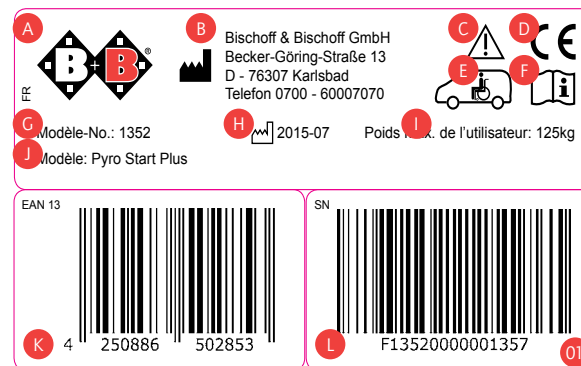 A
B
C
D
B+B®
Bischoff & Bischoff GmbH
Becker-Göring-Straße 13
D - 76307 Karlsbad
Telefon 0700 - 60007070
CE
E
F
i
FR
G
H
I
Modèle-No.: 1352
2015-07
Poids max. de l'utilisateur: 125kg
J
Modèle: Pyro Start Plus
EAN 13
SN
K
4 250886 502853
L
F13520000001357
01